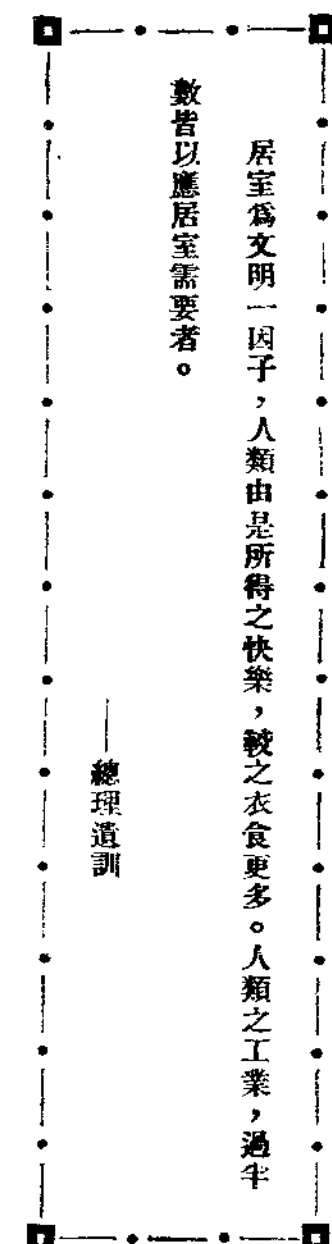 居室爲文明一因子，人類由是所得之快樂，較之衣食更多。人類之工業，過半
數皆以應居室需要者。
——總理遺訓